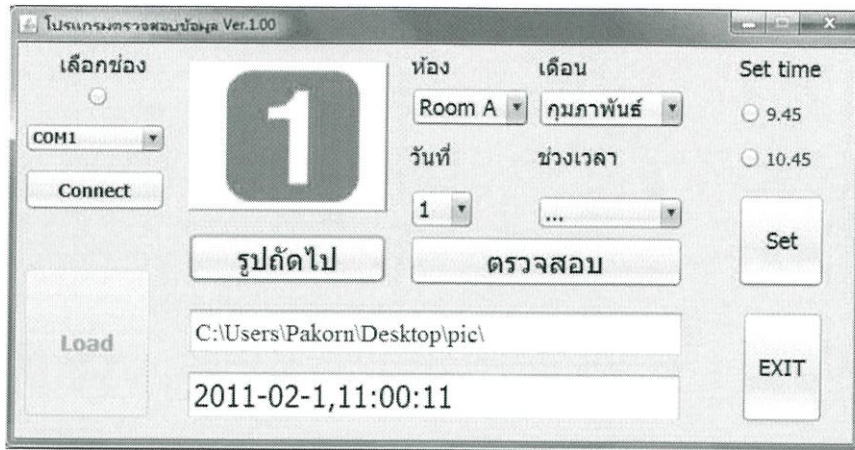 โปรแกรมตรวจสอบข้อมูล Ver.1.00
เลือกช่อง
COM1
Connect
Load
1
รูปถัดไป
ห้อง
เดือน
Room A
กุมภาพันธ์
วันที่
ช่วงเวลา
1
...
ตรวจสอบ
C:\Users\Pakorn\Desktop\pic\
2011-02-1,11:00:11
Set time
9.45
10.45
Set
EXIT